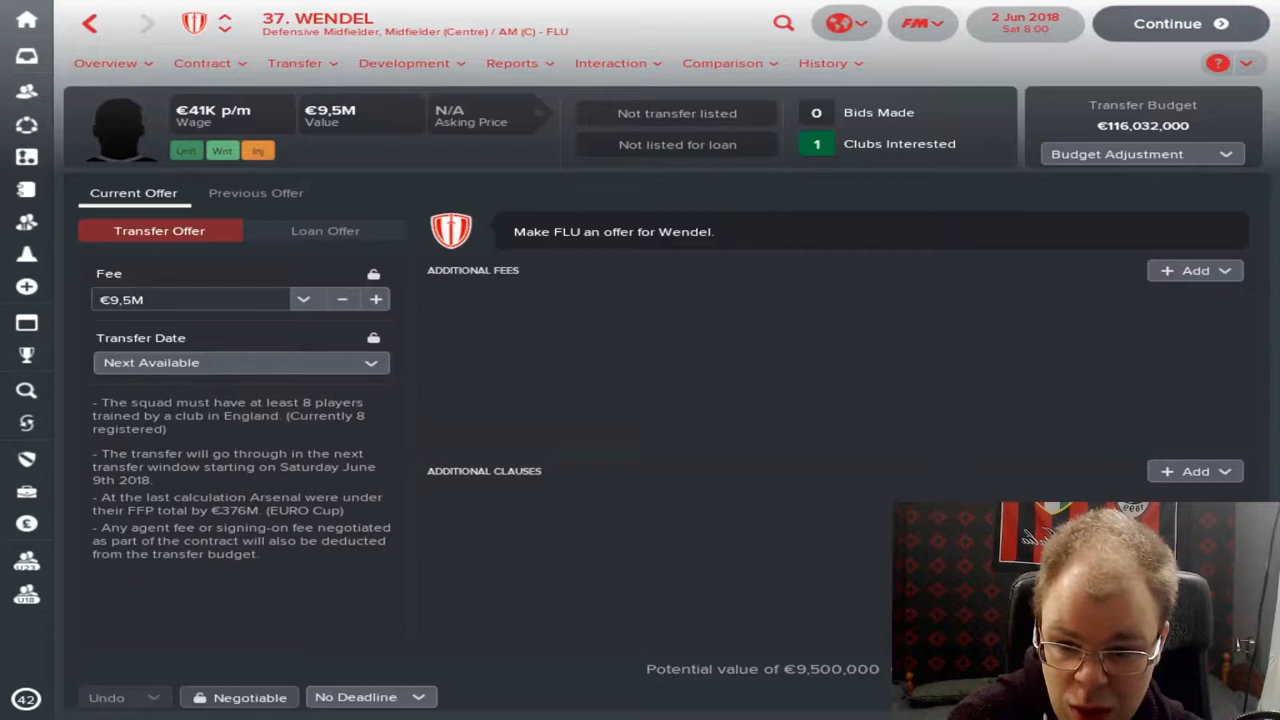 37. WENDEL
Defensive Midfielder, Midfielder (Centre) / AM (C) - FLU
FM
2 Jun 2018
Sat 8:00
Continue
Overview
Contract
Transfer
Development
Reports
Interaction
Comparison
History
?
€41K p/m
Wage
€9,5M
Value
N/A
Asking Price
Unh
Wnt
Inj
Not transfer listed
Not listed for loan
0 Bids Made
1 Clubs Interested
Transfer Budget
€116,032,000
Budget Adjustment
Current Offer
Previous Offer
Transfer Offer
Loan Offer
Make FLU an offer for Wendel.
Fee
€9,5M
Transfer Date
Next Available
- The squad must have at least 8 players
trained by a club in England. (Currently 8
registered)
- The transfer will go through in the next
transfer window starting on Saturday June
9th 2018.
- At the last calculation Arsenal were under
their FFP total by €376M. (EURO Cup)
- Any agent fee or signing-on fee negotiated
as part of the contract will also be deducted
from the transfer budget.
ADDITIONAL FEES
+ Add
ADDITIONAL CLAUSES
+ Add
Potential value of €9,500,000
Undo
Negotiable
No Deadline
U23
U18
42